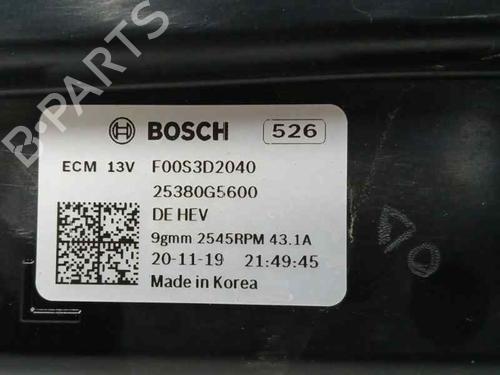 BOSCH 526
ECM 13V F00S3D2040
25380G5600
DE HEV
9gmm 2545RPM 43.1A
20-11-19 21:49:45
Made in Korea
B-PARTS